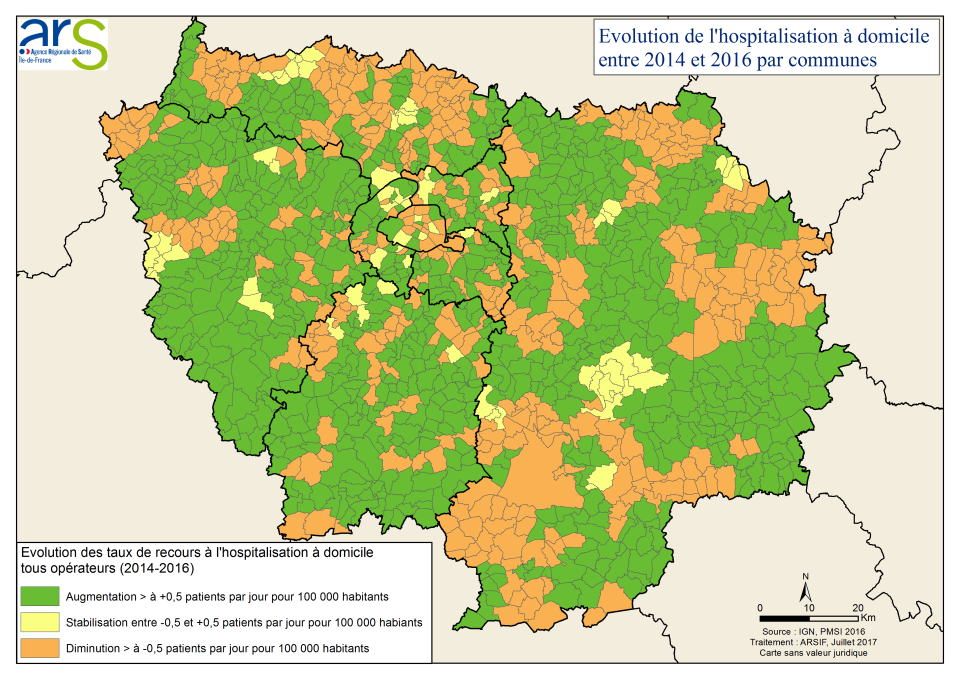 ars
Agence Régionale de Santé
Île-de-France
Evolution de l'hospitalisation à domicile
entre 2014 et 2016 par communes
Evolution des taux de recours à l'hospitalisation à domicile
tous opérateurs (2014-2016)
Augmentation > à +0,5 patients par jour pour 100 000 habitants
Stabilisation entre -0,5 et +0,5 patients par jour pour 100 000 habiants
Diminution > à -0,5 patients par jour pour 100 000 habitants
N
0 10 20
Km
Source : IGN, PMSI 2016
Traitement : ARSIF, Juillet 2017
Carte sans valeur juridique